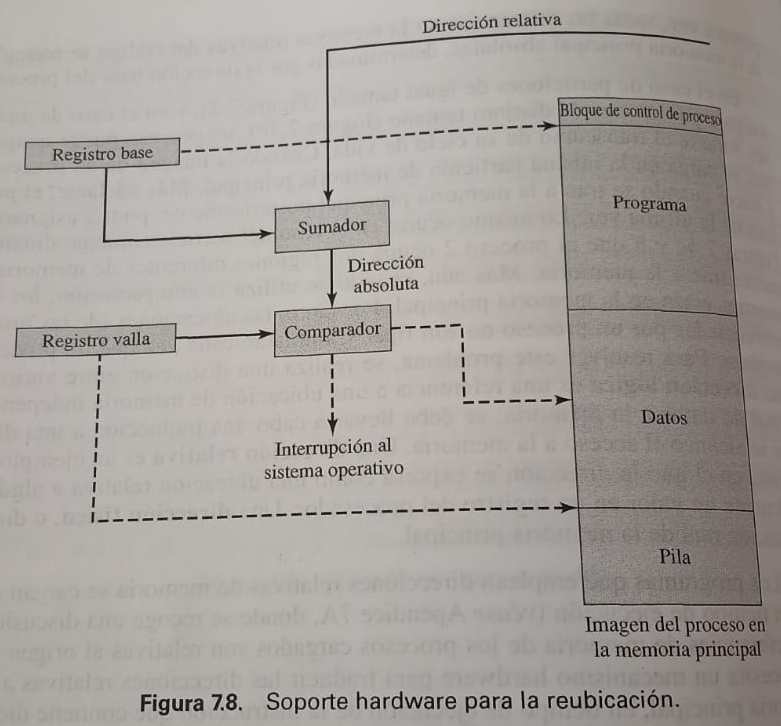 Dirección relativa
Bloque de control de proceso
Registro base
Programa
Sumador
Dirección
absoluta
Registro valla
Comparador
Datos
Interrupción al
sistema operativo
Pila
Imagen del proceso en
la memoria principal
Figura 7.8. Soporte hardware para la reubicación.